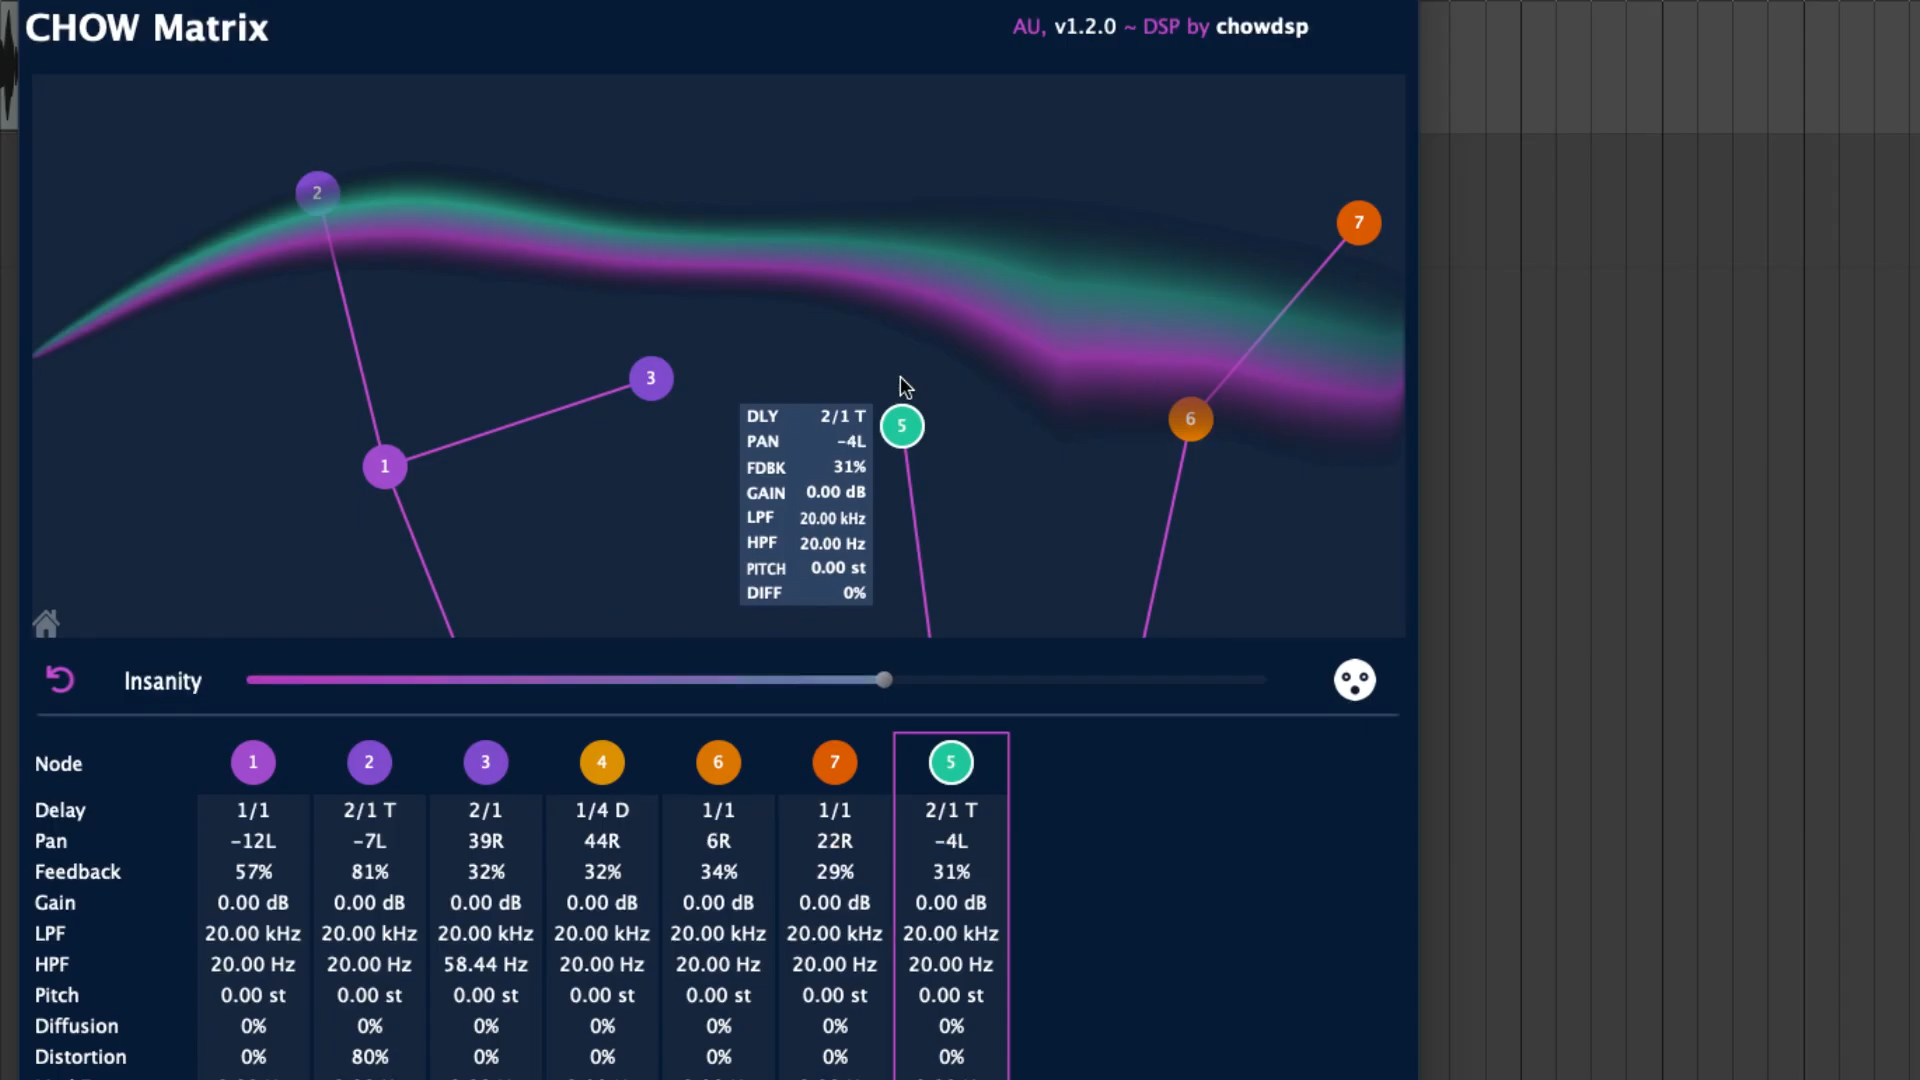 CHOW Matrix
AU, v1.2.0 ~ DSP by chowdsp
2
7
3
5
6
1
DLY 2/1 T
PAN -4L
FDBK 31%
GAIN 0.00 dB
LPF 20.00 kHz
HPF 20.00 Hz
PITCH 0.00 st
DIFF 0%
Insanity
Node 1 2 3 4 6 7 5
Delay 1/1 2/1 T 2/1 1/4 D 1/1 1/1 2/1 T
Pan -12L -7L 39R 44R 6R 22R -4L
Feedback 57% 81% 32% 32% 34% 29% 31%
Gain 0.00 dB 0.00 dB 0.00 dB 0.00 dB 0.00 dB 0.00 dB 0.00 dB
LPF 20.00 kHz 20.00 kHz 20.00 kHz 20.00 kHz 20.00 kHz 20.00 kHz 20.00 kHz
HPF 20.00 Hz 20.00 Hz 58.44 Hz 20.00 Hz 20.00 Hz 20.00 Hz 20.00 Hz
Pitch 0.00 st 0.00 st 0.00 st 0.00 st 0.00 st 0.00 st 0.00 st
Diffusion 0% 0% 0% 0% 0% 0% 0%
Distortion 0% 80% 0% 0% 0% 0% 0%